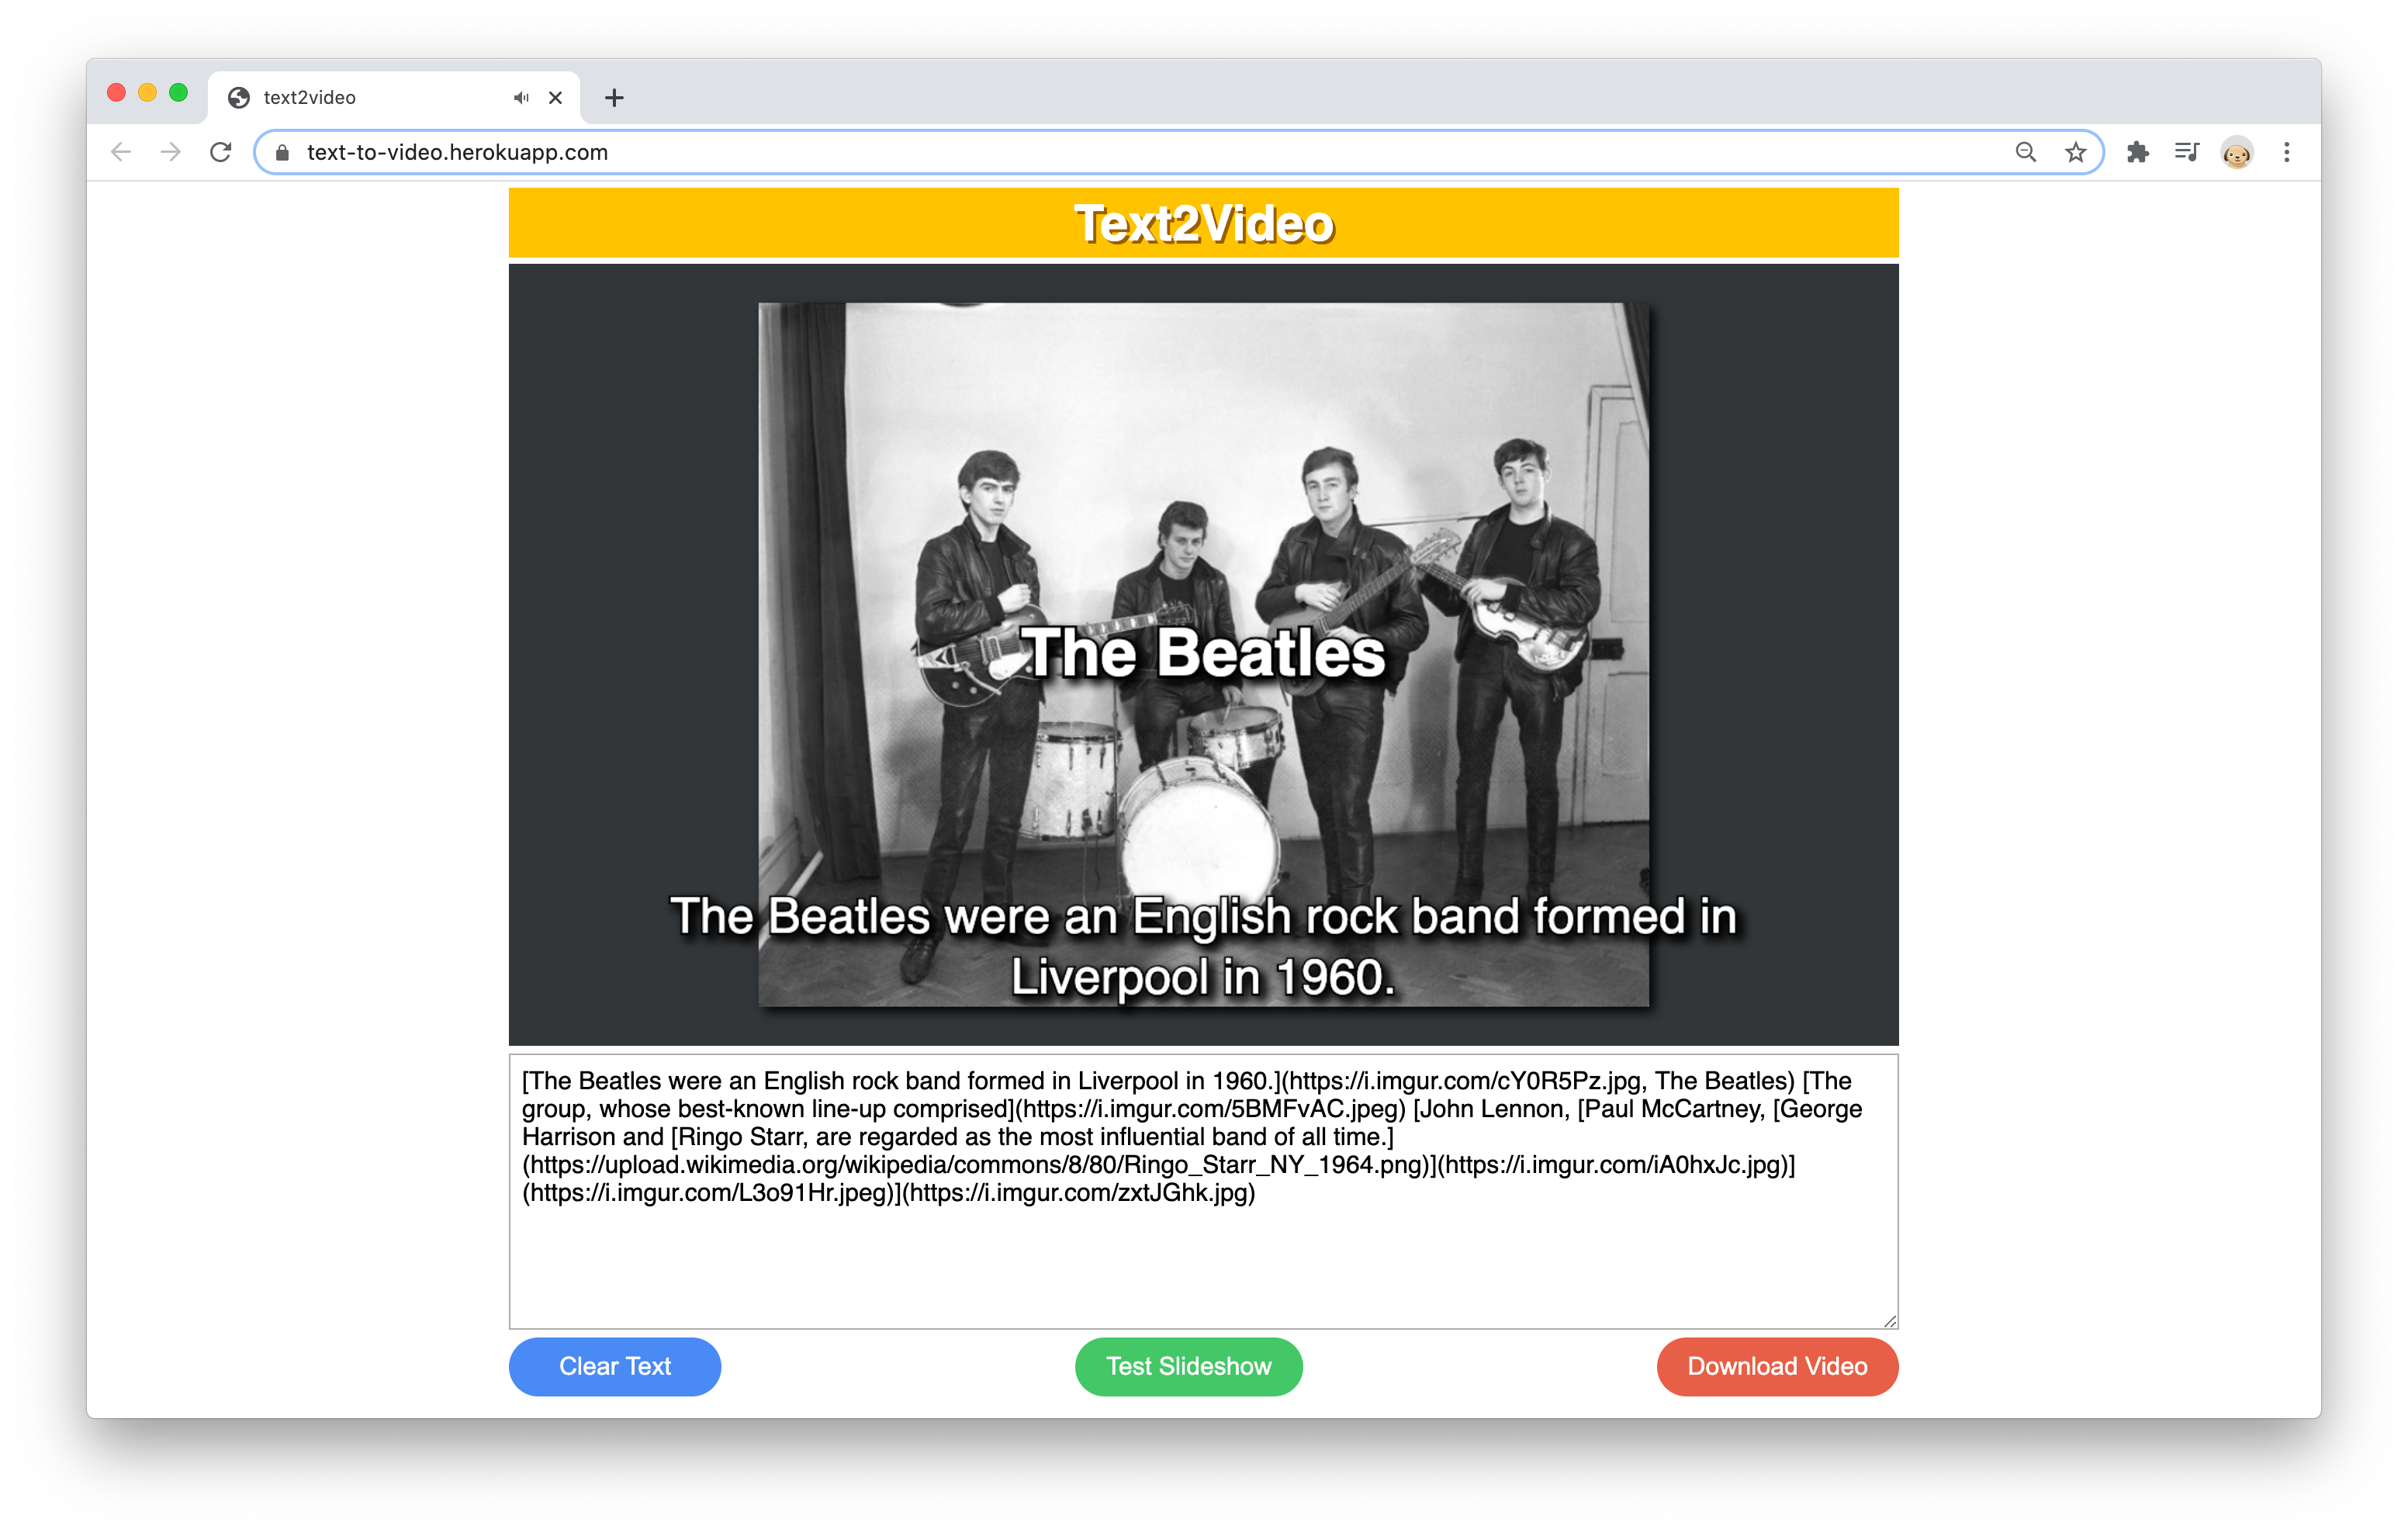 text2video
text-to-video.herokuapp.com
Text2Video
The Beatles
The Beatles were an English rock band formed in
Liverpool in 1960.
[The Beatles were an English rock band formed in Liverpool in 1960.](https://i.imgur.com/cY0R5Pz.jpg, The Beatles) [The
group, whose best-known line-up comprised](https://i.imgur.com/5BMFvAC.jpeg) [John Lennon, [Paul McCartney, [George
Harrison and [Ringo Starr, are regarded as the most influential band of all time.]
(https://upload.wikimedia.org/wikipedia/commons/8/80/Ringo_Starr_NY_1964.png)](https://i.imgur.com/iA0hxJc.jpg)]
(https://i.imgur.com/L3o91Hr.jpeg)](https://i.imgur.com/zxtJGhk.jpg)
Clear Text
Test Slideshow
Download Video